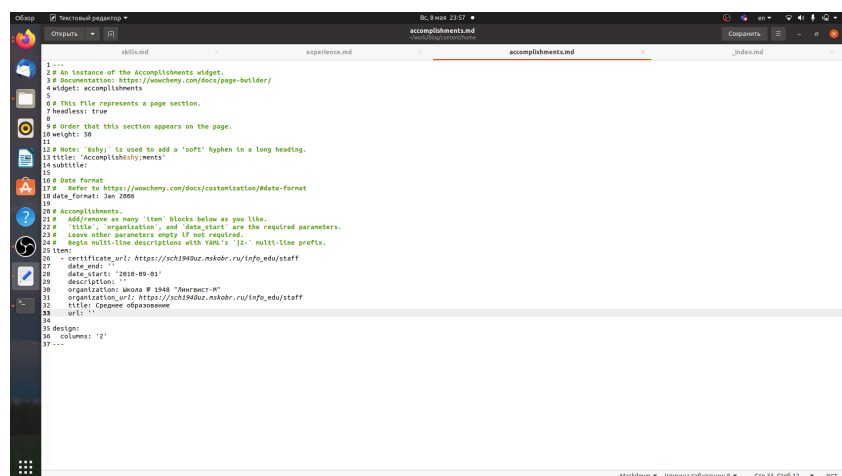 Обзор
Текстовый редактор
Вс, 8 мая 23:57
en
Открыть
accomplishments.md
~/work/blog/content/home
Сохранить
skills.md
experience.md
accomplishments.md
_index.md
1 ---
2 # An instance of the Accomplishments widget.
3 # Documentation: https://wowchemy.com/docs/page-builder/
4 widget: accomplishments
5
6 # This file represents a page section.
7 headless: true
8
9 # Order that this section appears on the page.
10 weight: 50
11
12 # Note: `&shy;` is used to add a 'soft' hyphen in a long heading.
13 title: 'Accomplish&shy;ments'
14 subtitle:
15
16 # Date format
17 #   Refer to https://wowchemy.com/docs/customization/#date-format
18 date_format: Jan 2006
19
20 # Accomplishments.
21 #   Add/remove as many `item` blocks below as you like.
22 #   `title`, `organization`, and `date_start` are the required parameters.
23 #   Leave other parameters empty if not required.
24 #   Begin multi-line descriptions with YAML's `|2-` multi-line prefix.
25 item:
26   - certificate_url: https://sch1948uz.mskobr.ru/info_edu/staff
27     date_end: ''
28     date_start: '2010-09-01'
29     description: ''
30     organization: Школа № 1948 "Лингвист-М"
31     organization_url: https://sch1948uz.mskobr.ru/info_edu/staff
32     title: Среднее образование
33     url: ''
34
35 design:
36   columns: '2'
37 ---
Markdown
Ширина табуляции: 8
Стр 33, Стлб 12
ВСТ